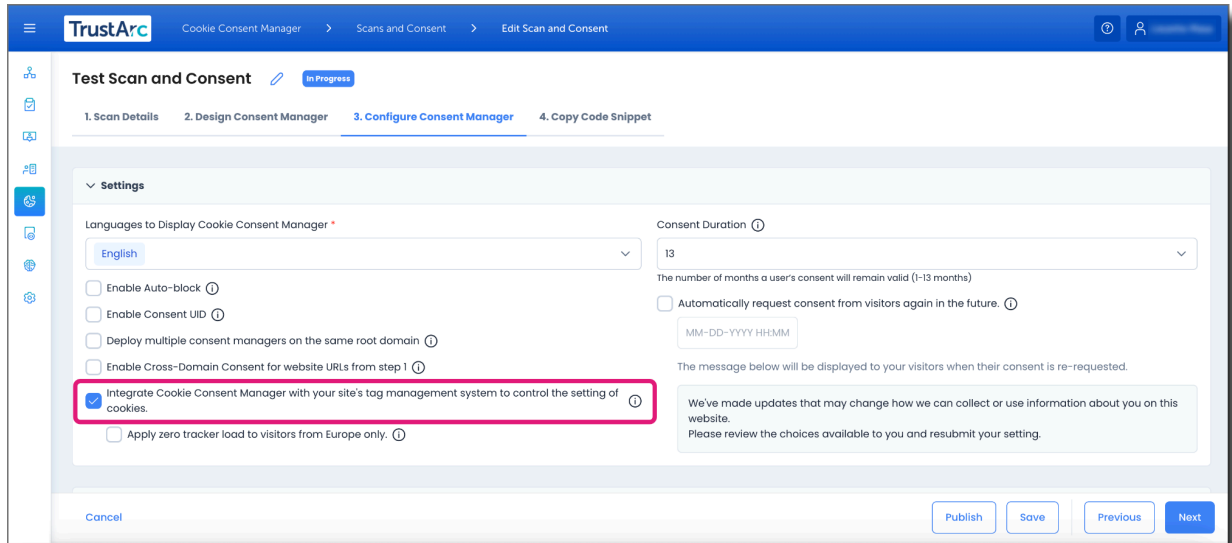 TrustArc
Cookie Consent Manager > Scans and Consent > Edit Scan and Consent
Test Scan and Consent
In Progress
1. Scan Details
2. Design Consent Manager
3. Configure Consent Manager
4. Copy Code Snippet
Settings
Languages to Display Cookie Consent Manager *
English
Enable Auto-block
Enable Consent UID
Deploy multiple consent managers on the same root domain
Enable Cross-Domain Consent for website URLs from step 1
Integrate Cookie Consent Manager with your site's tag management system to control the setting of
cookies.
Apply zero tracker load to visitors from Europe only.
Consent Duration
13
The number of months a user's consent will remain valid (1-13 months)
Automatically request consent from visitors again in the future.
MM-DD-YYYY HH:MM
The message below will be displayed to your visitors when their consent is re-requested.
We've made updates that may change how we can collect or use information about you on this
website.
Please review the choices available to you and resubmit your setting.
Cancel
Publish
Save
Previous
Next